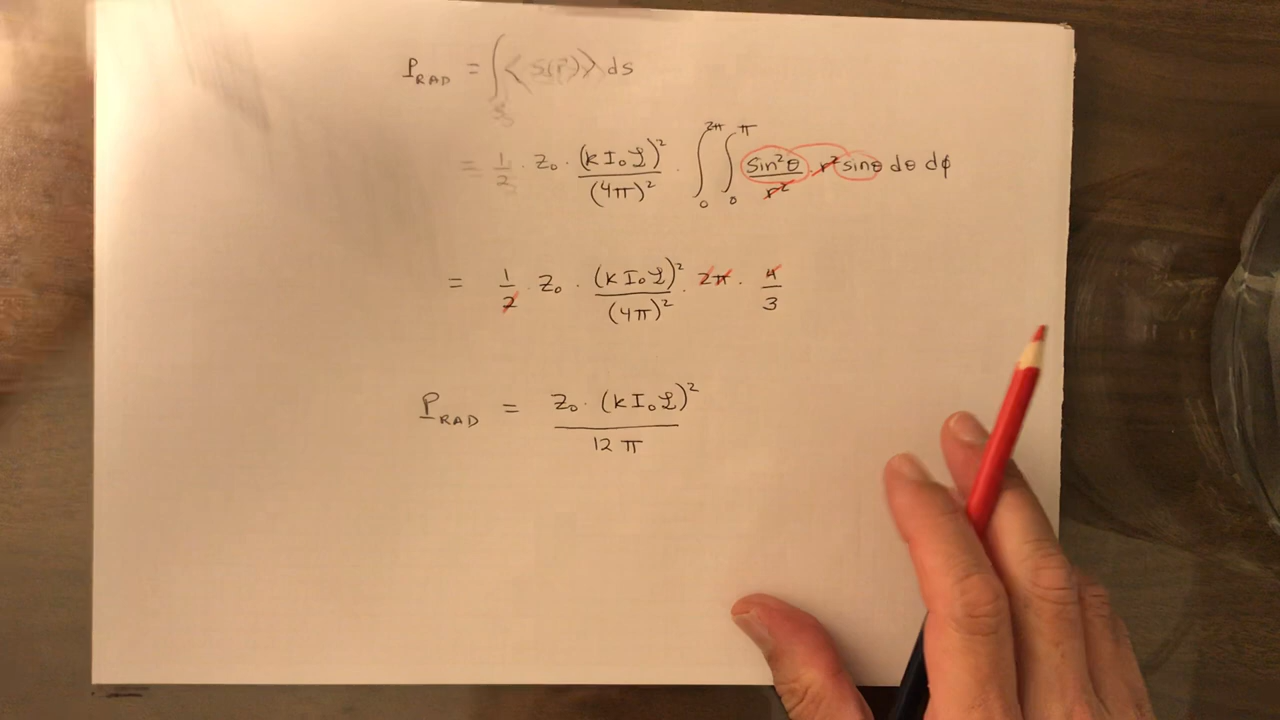 P_RAD = ∫_S ⟨S(r⃗)⟩ ds
= 1/2 · Z₀ · (k I₀ ℒ)²/(4π)² · ∫₀^2π ∫₀^π sin²θ/r² · r² sinθ dθ dϕ
= 1/2 · Z₀ · (k I₀ ℒ)²/(4π)² · 2π · 4/3
P_RAD = Z₀ · (k I₀ ℒ)²/12π